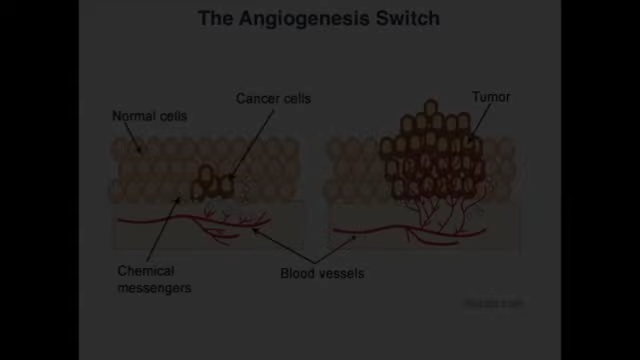 The Angiogenesis Switch
Cancer cells
Tumor
Normal cells
Chemical
messengers
Blood vessels